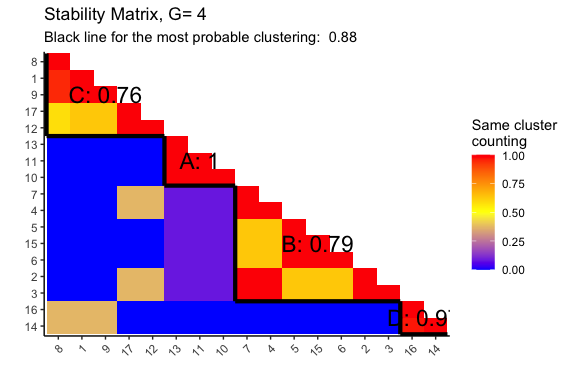 Stability Matrix, G= 4
Black line for the most probable clustering:  0.88
8
1
9
17
12
13
11
10
7
4
5
15
6
2
3
16
14
C: 0.76
A: 1
B: 0.79
D: 0.9
8 1 9 17 12 13 11 10 7 4 5 15 6 2 3 16 14
Same cluster
counting
1.00
0.75
0.50
0.25
0.00